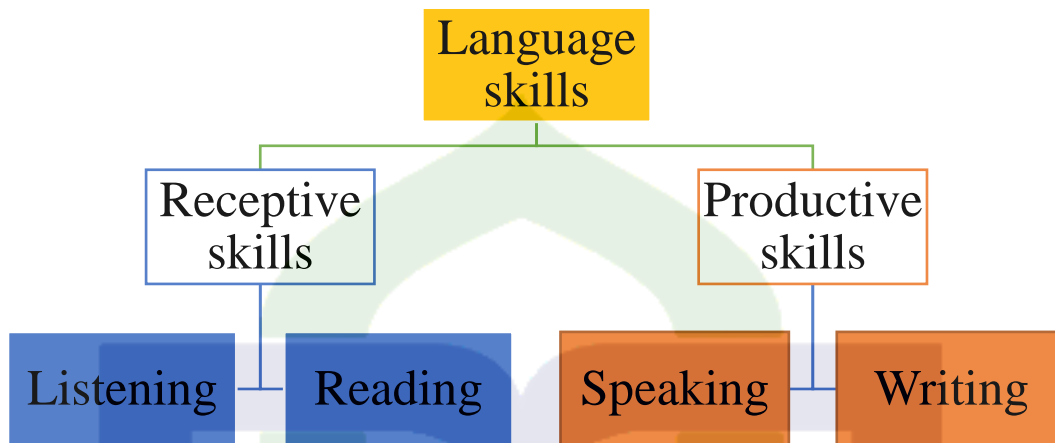 Language
skills
Receptive
skills
Productive
skills
Listening
Reading
Speaking
Writing